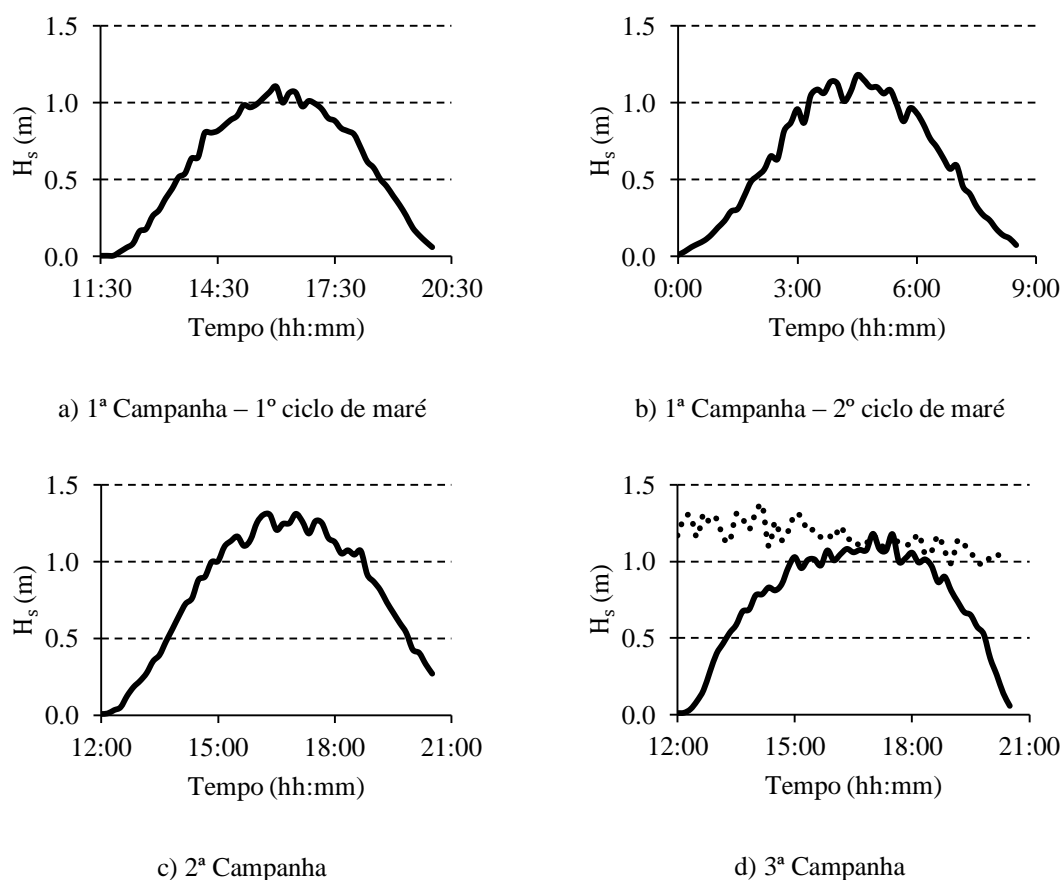 1.5
1.0
0.5
0.0
H_s (m)
11:30 14:30 17:30 20:30
Tempo (hh:mm)
a) 1ª Campanha – 1º ciclo de maré
1.5
1.0
0.5
0.0
H_s (m)
0:00 3:00 6:00 9:00
Tempo (hh:mm)
b) 1ª Campanha – 2º ciclo de maré
1.5
1.0
0.5
0.0
H_s (m)
12:00 15:00 18:00 21:00
Tempo (hh:mm)
c) 2ª Campanha
1.5
1.0
0.5
0.0
H_s (m)
12:00 15:00 18:00 21:00
Tempo (hh:mm)
d) 3ª Campanha